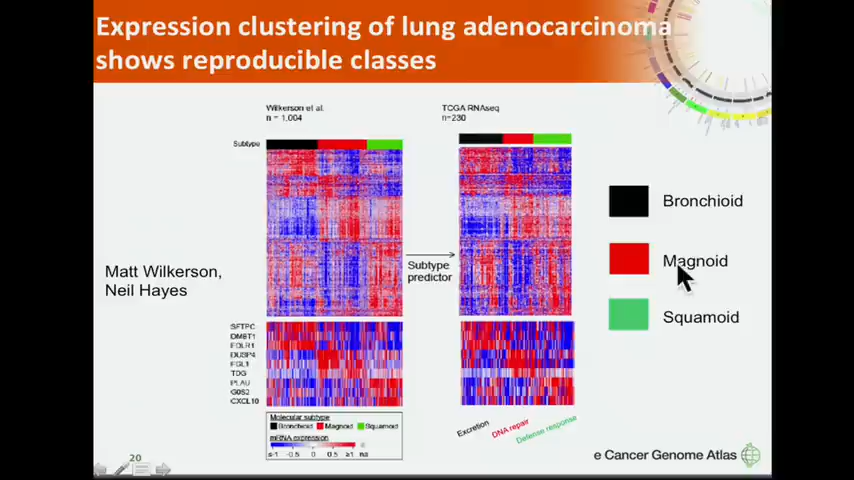 Expression clustering of lung adenocarcinoma
shows reproducible classes
Wilkerson et al.
n = 1,004
TCGA RNAseq
n=230
Subtype
Bronchioid
Magnoid
Squamoid
Subtype
predictor
Matt Wilkerson,
Neil Hayes
SFTPC
DMBT1
FOLR1
DUSP4
FGL1
TDG
PLAU
G0S2
CXCL10
Molecular subtype
Bronchioid Magnoid Squamoid
mRNA expression
≤-1 -0.5 0 0.5 ≥1 na
Excretion
DNA repair
Defense response
e Cancer Genome Atlas
20